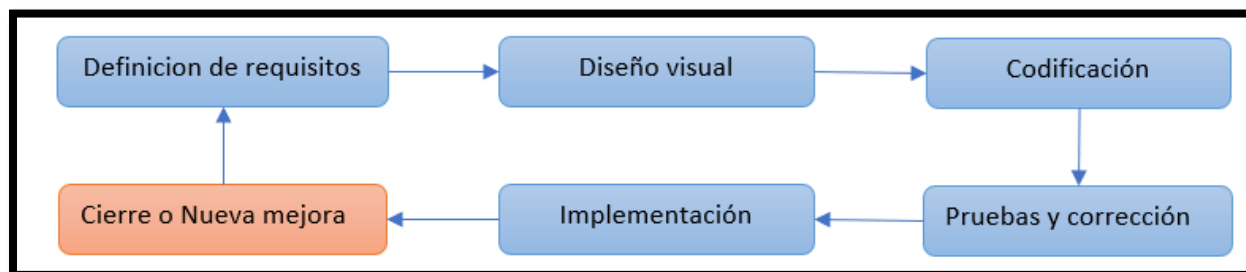 Definicion de requisitos
Diseño visual
Codificación
Cierre o Nueva mejora
Implementación
Pruebas y corrección